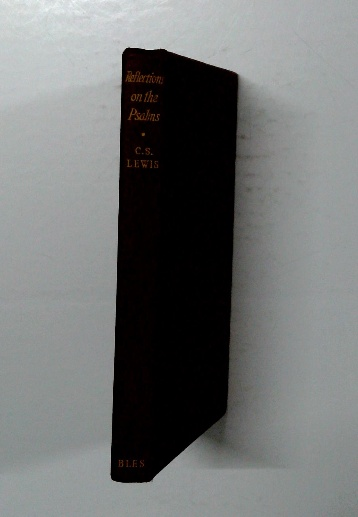 Reflections
on the
Psalms
C.S.
LEWIS
BLES